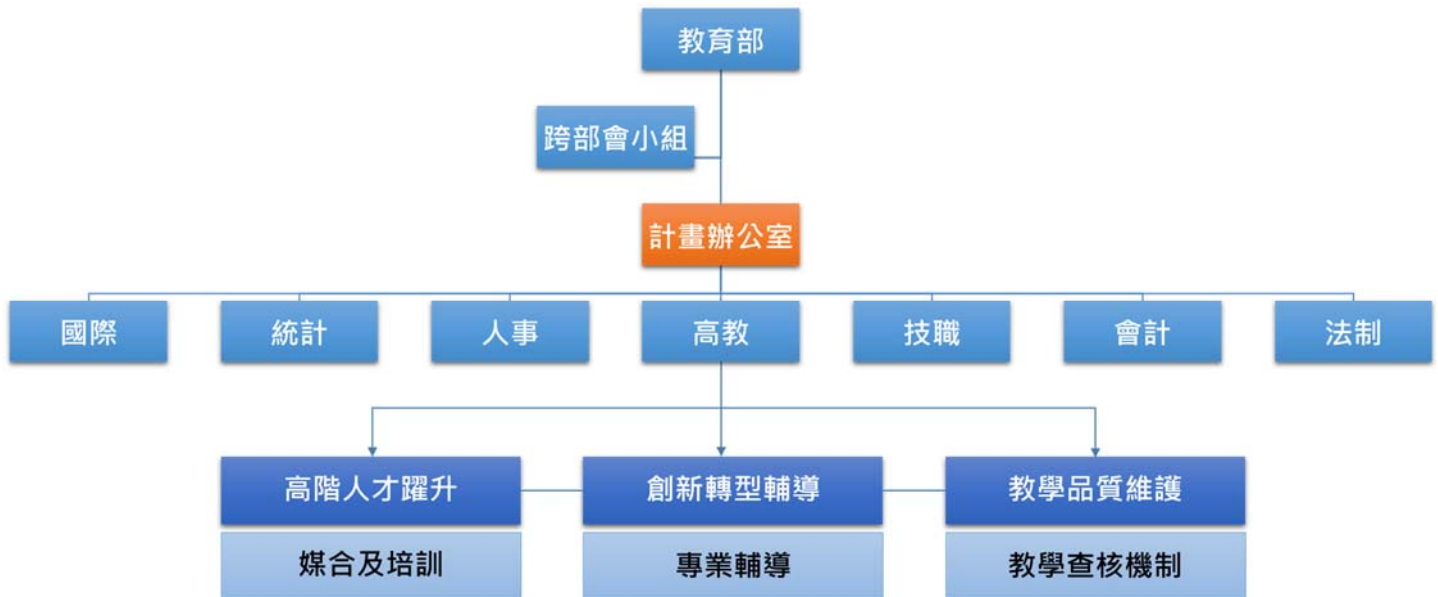 教育部
跨部會小組
計畫辦公室
國際
統計
人事
高教
技職
會計
法制
高階人才躍升
創新轉型輔導
教學品質維護
媒合及培訓
專業輔導
教學查核機制